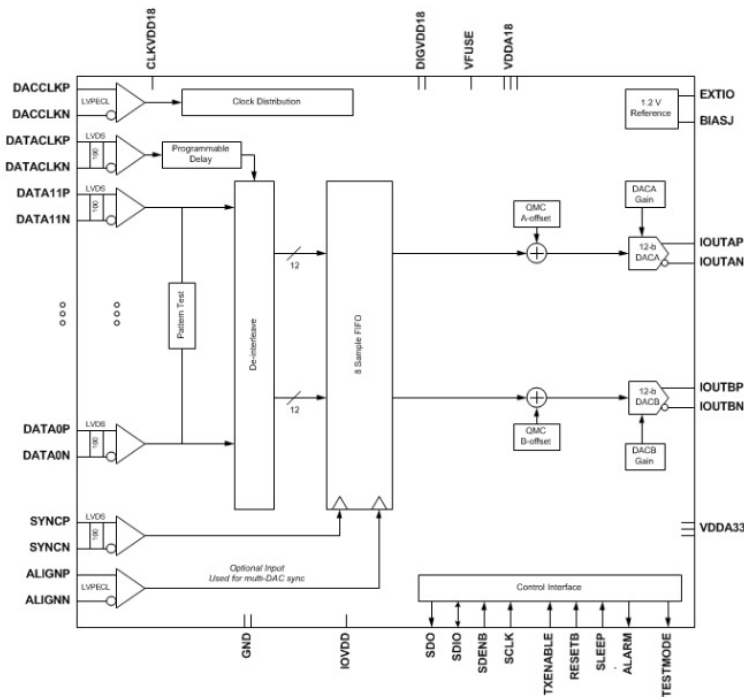 CLKVDD18
DIGVDD18
VFUSE
VDDA18
DACCLKP
LVPECL
DACCLKN
Clock Distribution
1.2 V
Reference
EXTIO
BIASJ
DATACLKP
LVDS
100
DATACLKN
Programmable
Delay
DATA11P
LVDS
100
DATA11N
Pattern Test
De-interleave
12
12
8 Sample FIFO
QMC
A-offset
DACA
Gain
12-b
DACA
IOUTAP
IOUTAN
QMC
B-offset
12-b
DACB
DACB
Gain
IOUTBP
IOUTBN
DATA0P
LVDS
100
DATA0N
SYNCP
LVDS
100
SYNCN
ALIGNP
LVPECL
ALIGNN
Optional Input
Used for multi-DAC sync
VDDA33
Control Interface
GND
IOVDD
SDO
SDIO
SDENB
SCLK
TXENABLE
RESETB
SLEEP
ALARM
TESTMODE